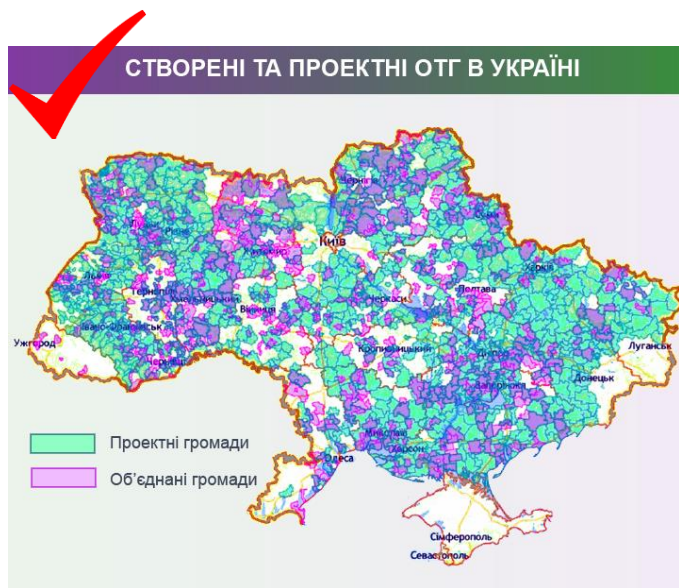 СТВОРЕНІ ТА ПРОЕКТНІ ОТГ В УКРАЇНІ
Чернігів
Суми
Луцьк
Рівне
Київ
Житомир
Харків
Львів
Тернопіль
Хмельницький
Полтава
Черкаси
Вінниця
Івано-Франківськ
Ужгород
Кропивницький
Луганськ
Дніпро
Чернівці
Донецьк
Запоріжжя
Миколаїв
Херсон
Одеса
Проектні громади
Об'єднані громади
Сімферополь
Севастополь